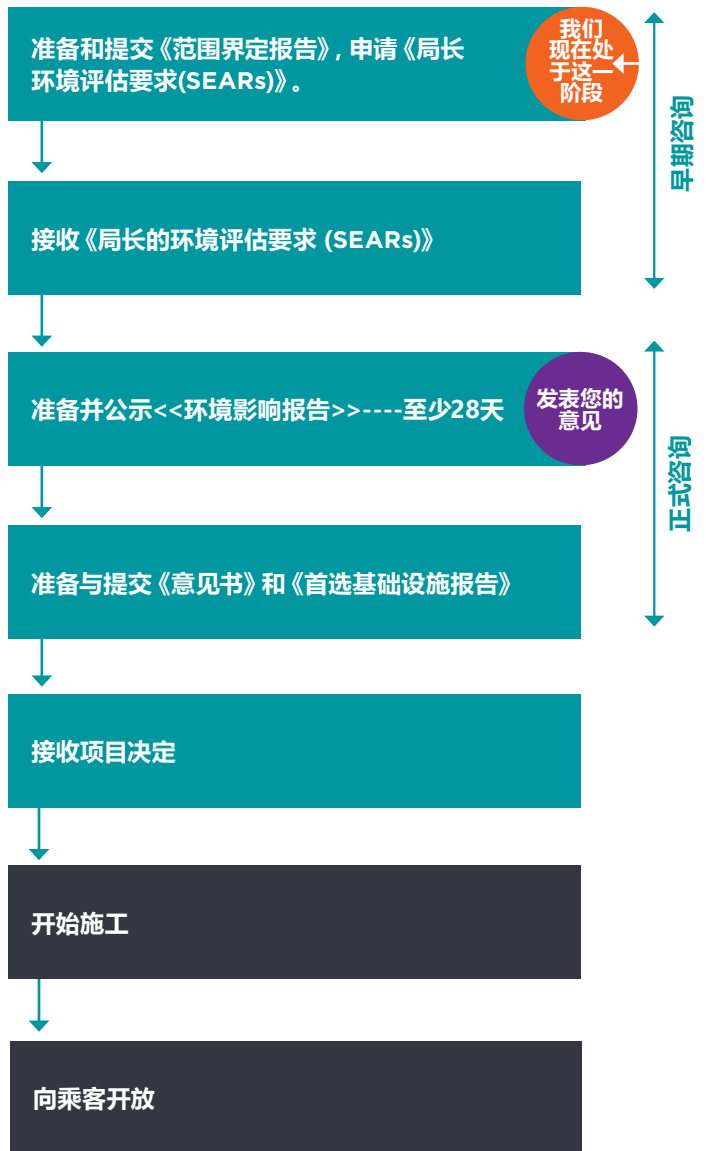 准备和提交《范围界定报告》, 申请《局长
环境评估要求(SEARs)》。
我们
现在处
于这一
阶段
早期咨询
接收《局长的环境评估要求 (SEARs)》
准备并公示<<环境影响报告>>----至少28天
发表您的
意见
正式咨询
准备与提交《意见书》和《首选基础设施报告》
接收项目决定
开始施工
向乘客开放